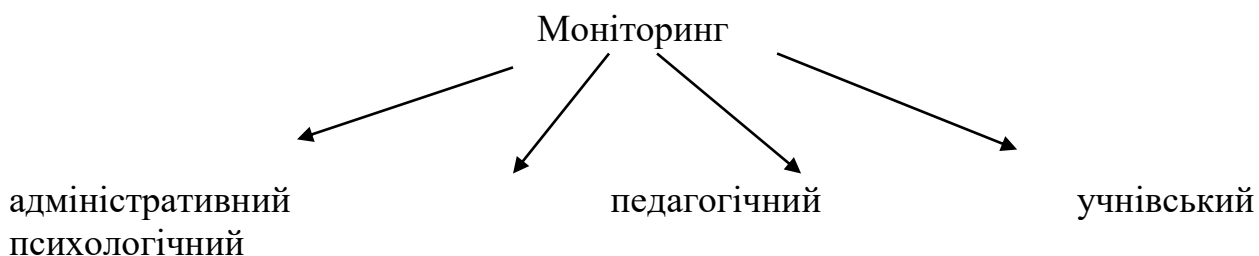 Моніторинг
адміністративний педагогічний учнівський
психологічний